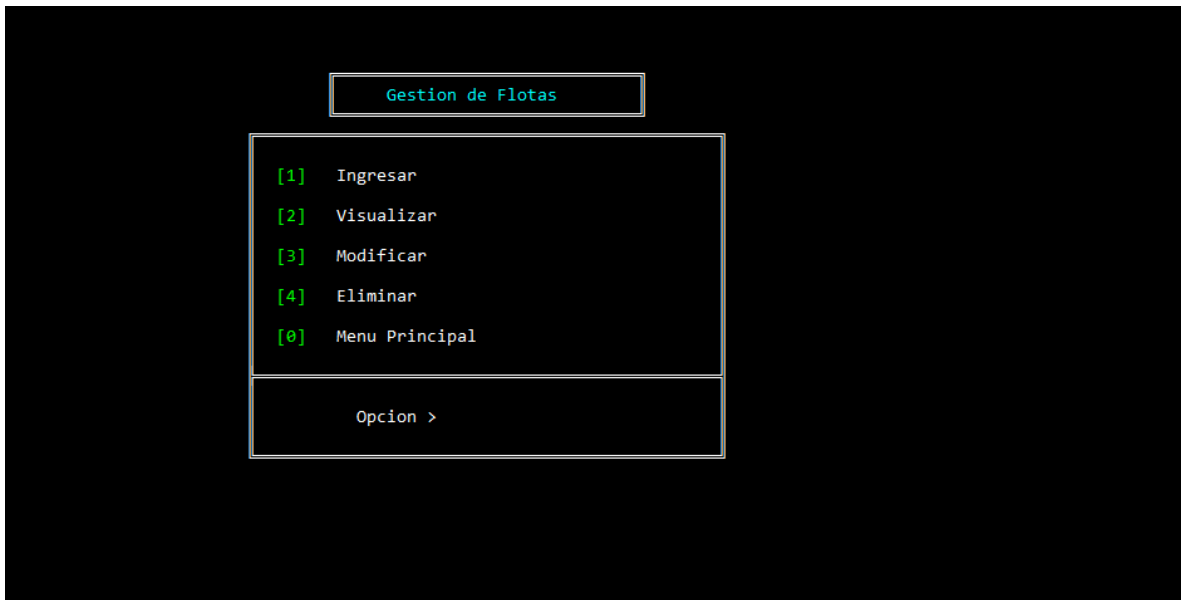 Gestion de Flotas
[1] Ingresar
[2] Visualizar
[3] Modificar
[4] Eliminar
[0] Menu Principal
Opcion >